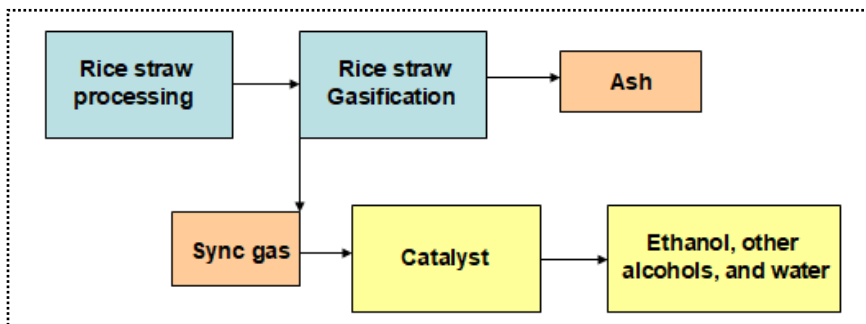 Rice straw
processing
Rice straw
Gasification
Ash
Sync gas
Catalyst
Ethanol, other
alcohols, and water